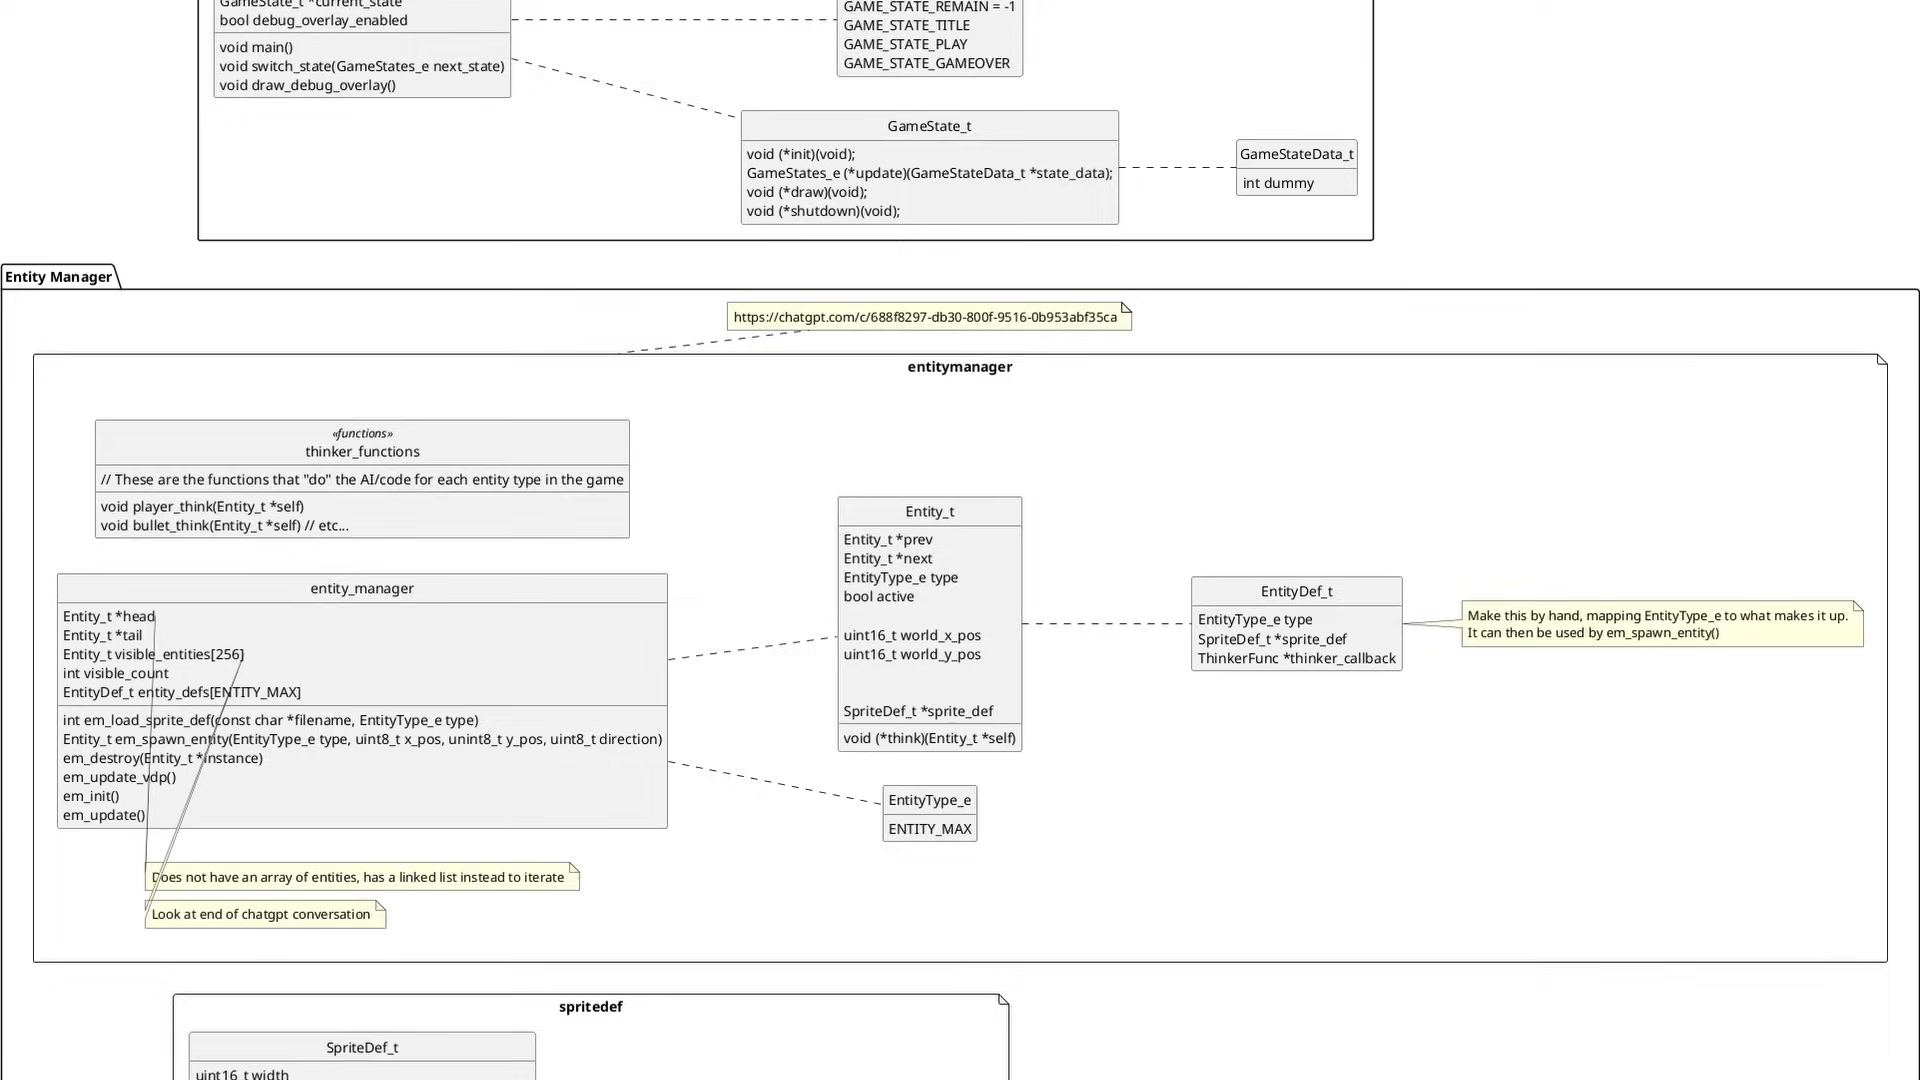 GameState_t *current_state
bool debug_overlay_enabled
void main()
void switch_state(GameStates_e next_state)
void draw_debug_overlay()
GAME_STATE_REMAIN = -1
GAME_STATE_TITLE
GAME_STATE_PLAY
GAME_STATE_GAMEOVER
GameState_t
void (*init)(void);
GameStates_e (*update)(GameStateData_t *state_data);
void (*draw)(void);
void (*shutdown)(void);
GameStateData_t
int dummy
Entity Manager
https://chatgpt.com/c/688f8297-db30-800f-9516-0b953abf35ca
entitymanager
«functions»
thinker_functions
// These are the functions that "do" the AI/code for each entity type in the game
void player_think(Entity_t *self)
void bullet_think(Entity_t *self) // etc...
entity_manager
Entity_t *head
Entity_t *tail
Entity_t visible_entities[256]
int visible_count
EntityDef_t entity_defs[ENTITY_MAX]
int em_load_sprite_def(const char *filename, EntityType_e type)
Entity_t em_spawn_entity(EntityType_e type, uint8_t x_pos, unint8_t y_pos, uint8_t direction)
em_destroy(Entity_t *instance)
em_update_vdp()
em_init()
em_update()
Entity_t
Entity_t *prev
Entity_t *next
EntityType_e type
bool active
uint16_t world_x_pos
uint16_t world_y_pos
SpriteDef_t *sprite_def
void (*think)(Entity_t *self)
EntityType_e
ENTITY_MAX
EntityDef_t
EntityType_e type
SpriteDef_t *sprite_def
ThinkerFunc *thinker_callback
Make this by hand, mapping EntityType_e to what makes it up.
It can then be used by em_spawn_entity()
Does not have an array of entities, has a linked list instead to iterate
Look at end of chatgpt conversation
spritedef
SpriteDef_t
uint16_t width